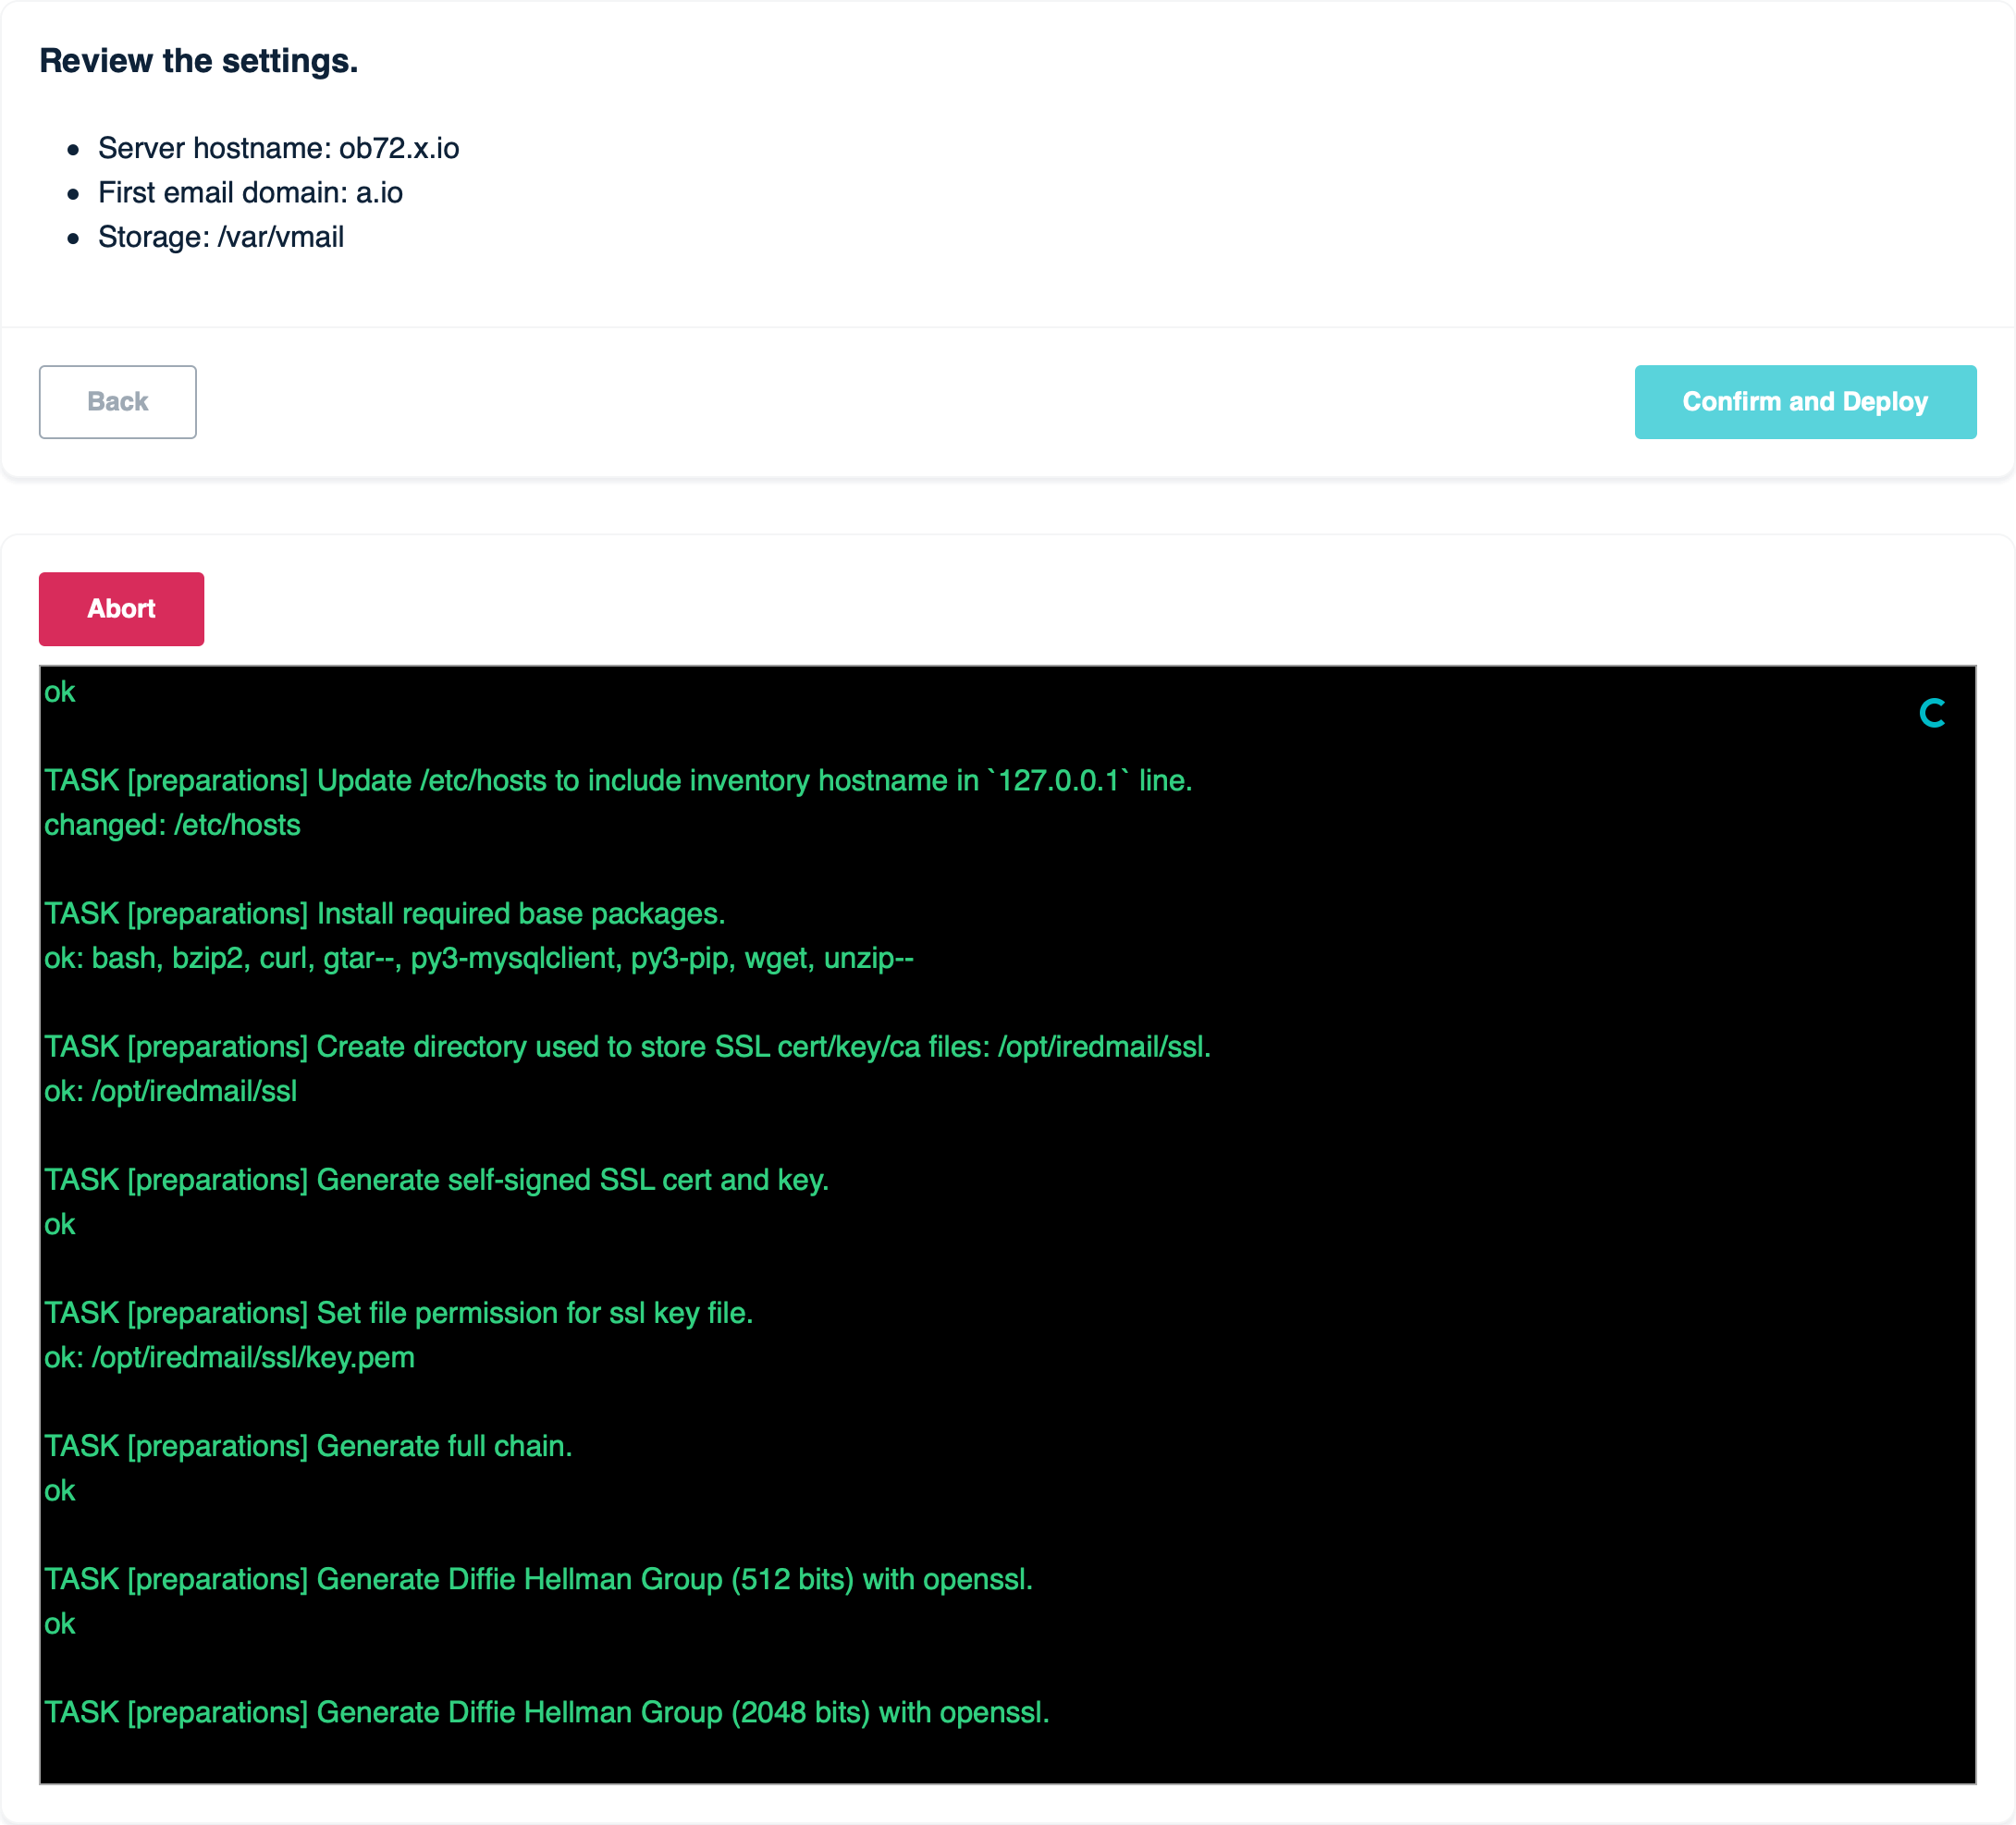 Review the settings.
Server hostname: ob72.x.io
First email domain: a.io
Storage: /var/vmail
Back
Confirm and Deploy
Abort
ok
TASK [preparations] Update /etc/hosts to include inventory hostname in `127.0.0.1` line.
changed: /etc/hosts
TASK [preparations] Install required base packages.
ok: bash, bzip2, curl, gtar--, py3-mysqlclient, py3-pip, wget, unzip--
TASK [preparations] Create directory used to store SSL cert/key/ca files: /opt/iredmail/ssl.
ok: /opt/iredmail/ssl
TASK [preparations] Generate self-signed SSL cert and key.
ok
TASK [preparations] Set file permission for ssl key file.
ok: /opt/iredmail/ssl/key.pem
TASK [preparations] Generate full chain.
ok
TASK [preparations] Generate Diffie Hellman Group (512 bits) with openssl.
ok
TASK [preparations] Generate Diffie Hellman Group (2048 bits) with openssl.